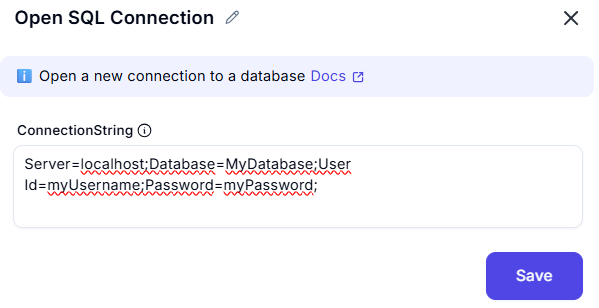 Open SQL Connection
Open a new connection to a database Docs
ConnectionString
Server=localhost;Database=MyDatabase;User
Id=myUsername;Password=myPassword;
Save